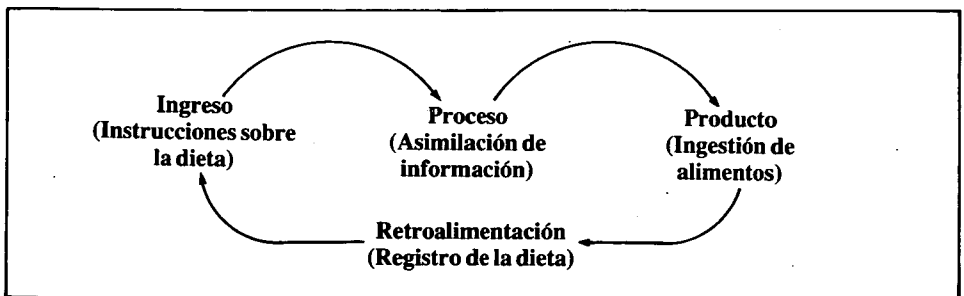 Ingreso
(Instrucciones sobre
la dieta)
Proceso
(Asimilación de
información)
Producto
(Ingestión de
alimentos)
Retroalimentación
(Registro de la dieta)